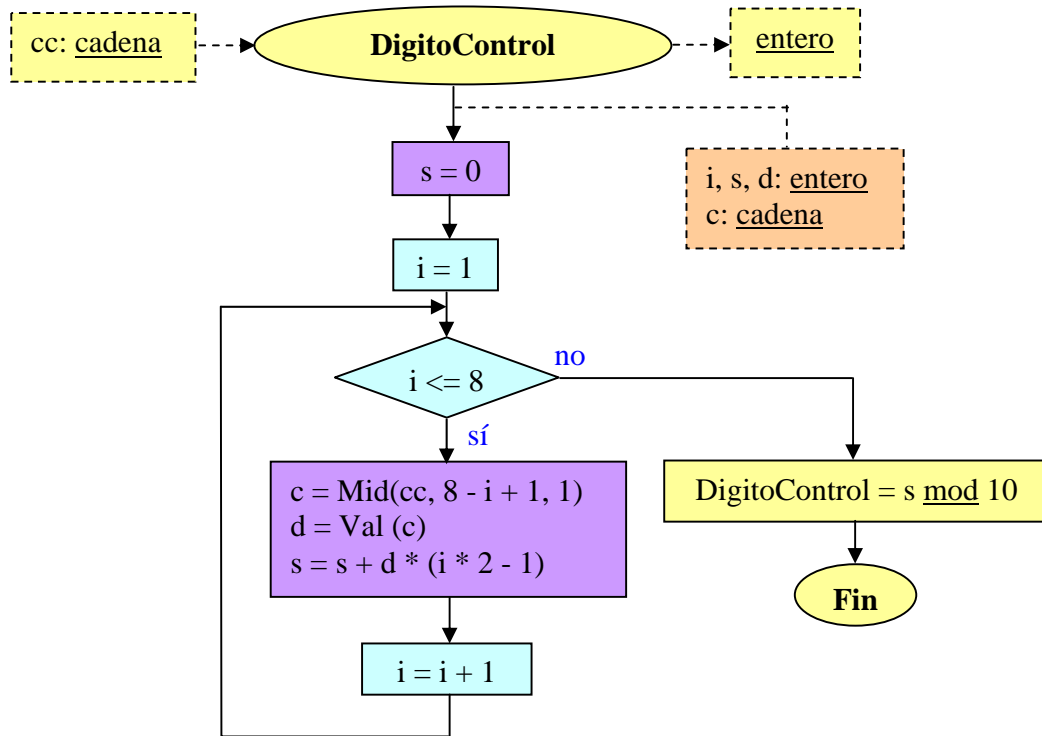 cc: cadena
DigitoControl
entero
s = 0
i, s, d: entero
c: cadena
i = 1
i <= 8
no
sí
c = Mid(cc, 8 - i + 1, 1)
d = Val (c)
s = s + d * (i * 2 - 1)
DigitoControl = s mod 10
Fin
i = i + 1